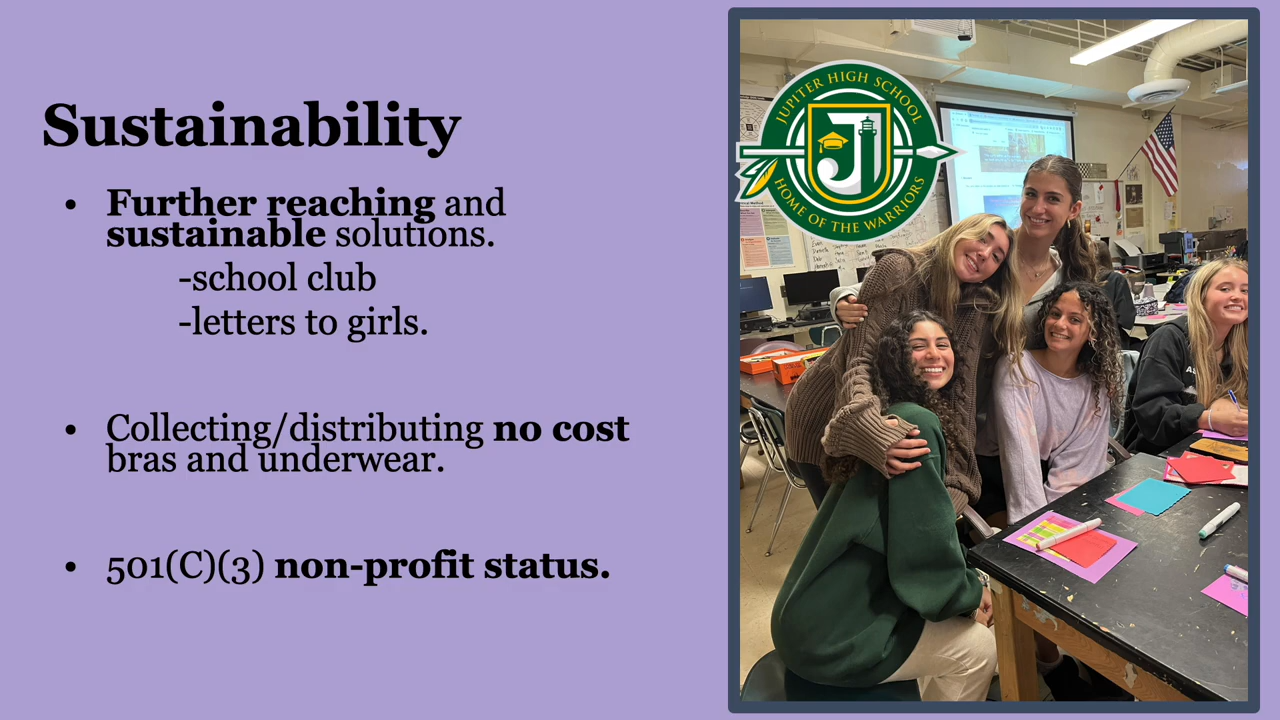 Sustainability
• Further reaching and
sustainable solutions.
-school club
-letters to girls.
• Collecting/distributing no cost
bras and underwear.
• 501(C)(3) non-profit status.
JUPITER HIGH SCHOOL
J
HOME OF THE WARRIORS